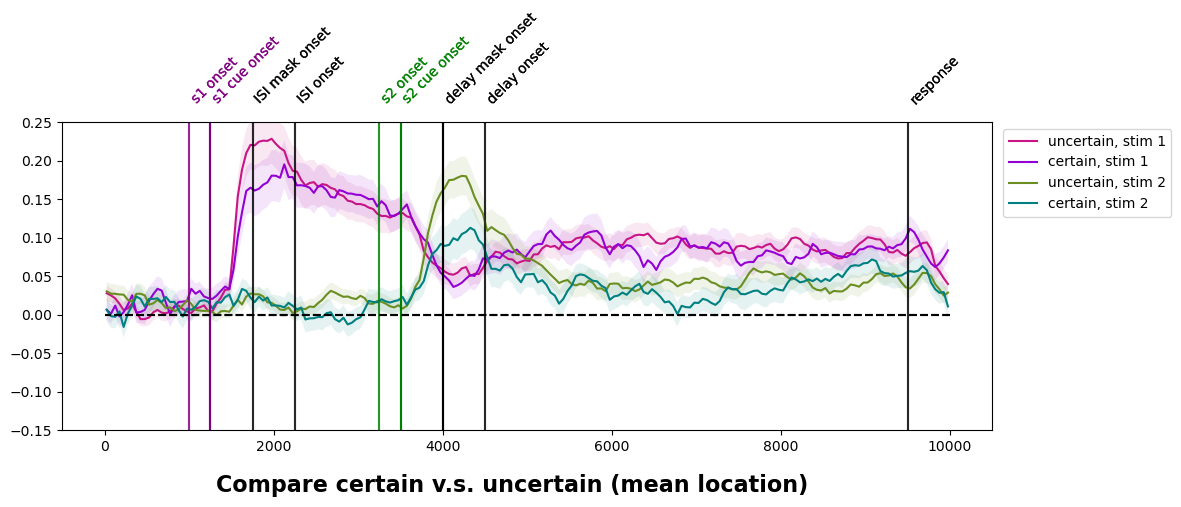 s1 onset
s1 cue onset
ISI mask onset
ISI onset
s2 onset
s2 cue onset
delay mask onset
delay onset
response
0.25
0.20
0.15
0.10
0.05
0.00
−0.05
−0.10
−0.15
0
2000
4000
6000
8000
10000
uncertain, stim 1
certain, stim 1
uncertain, stim 2
certain, stim 2
Compare certain v.s. uncertain (mean location)